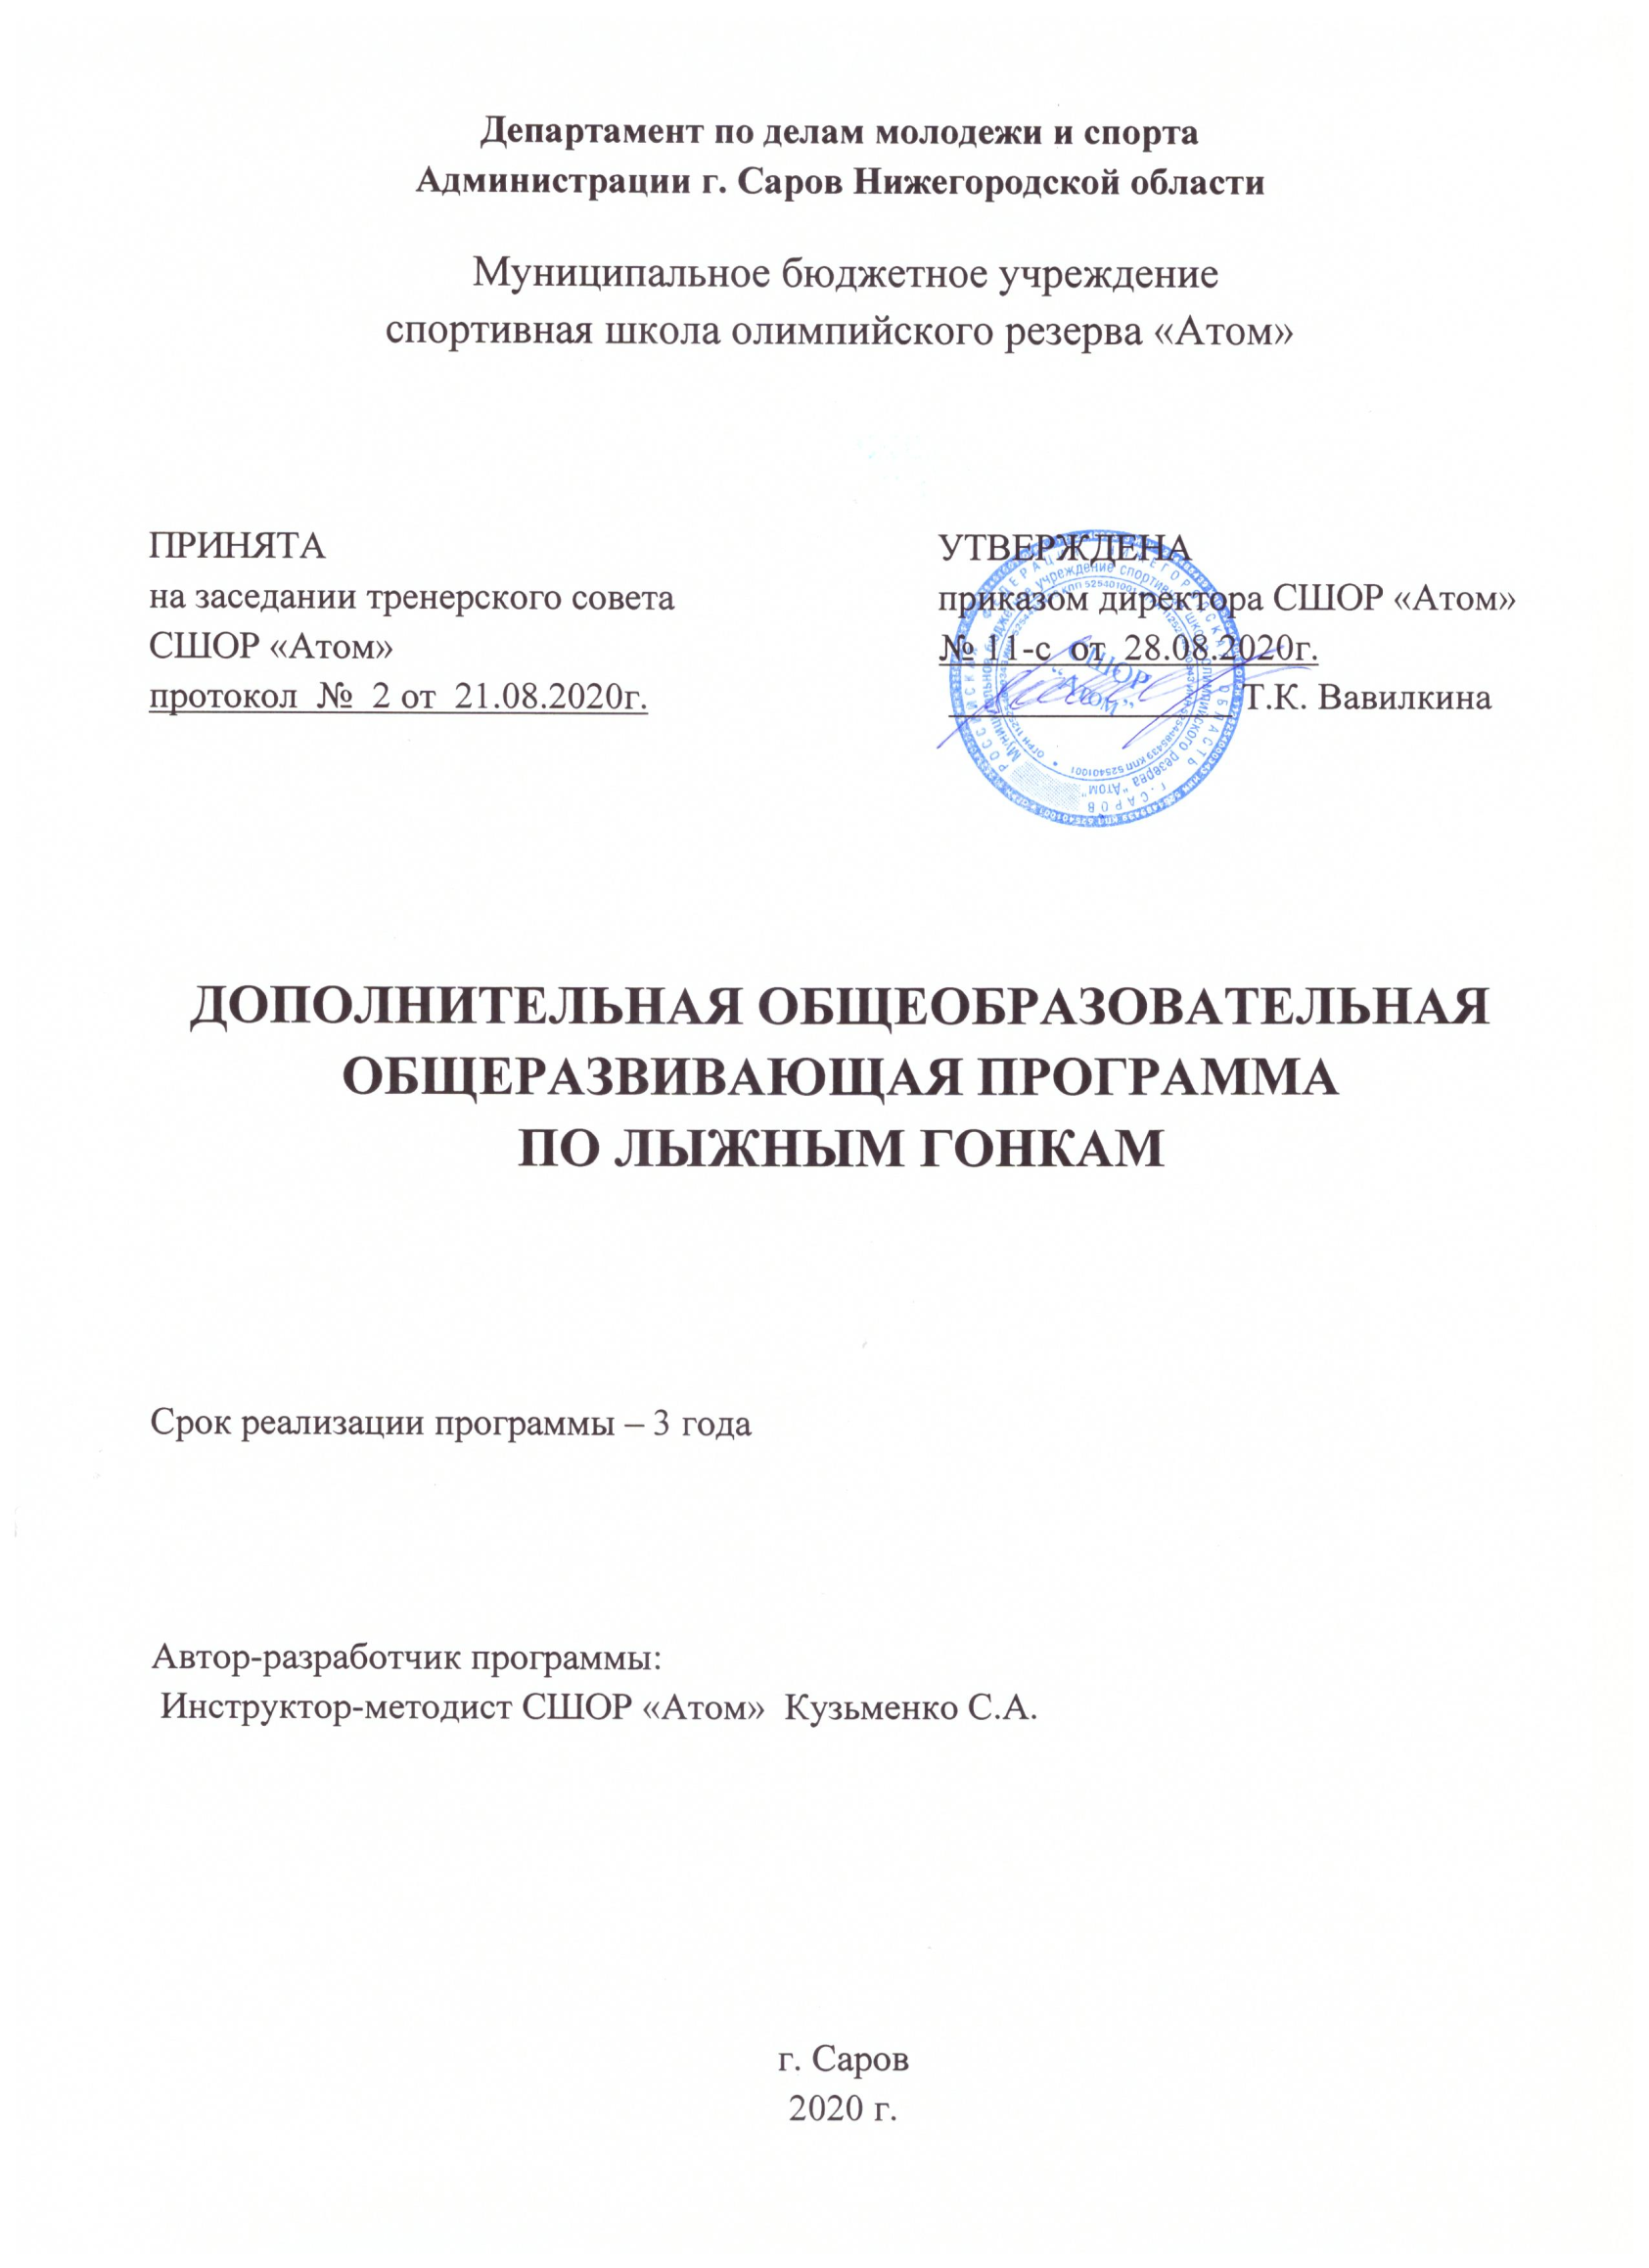 Департамент по делам молодежи и спорта
Администрации г. Саров Нижегородской области
Муниципальное бюджетное учреждение
спортивная школа олимпийского резерва «Атом»
ПРИНЯТА
на заседании тренерского совета
СШОР «Атом»
протокол № 2 от 21.08.2020г.
УТВЕРЖДЕНА
приказом директора СШОР «Атом»
№ 11-с от 28.08.2020г.
Т.К. Вавилкина
СШОР
"Атом"
ДОПОЛНИТЕЛЬНАЯ ОБЩЕОБРАЗОВАТЕЛЬНАЯ
ОБЩЕРАЗВИВАЮЩАЯ ПРОГРАММА
ПО ЛЫЖНЫМ ГОНКАМ
Срок реализации программы – 3 года
Автор-разработчик программы:
Инструктор-методист СШОР «Атом» Кузьменко С.А.
г. Саров
2020 г.